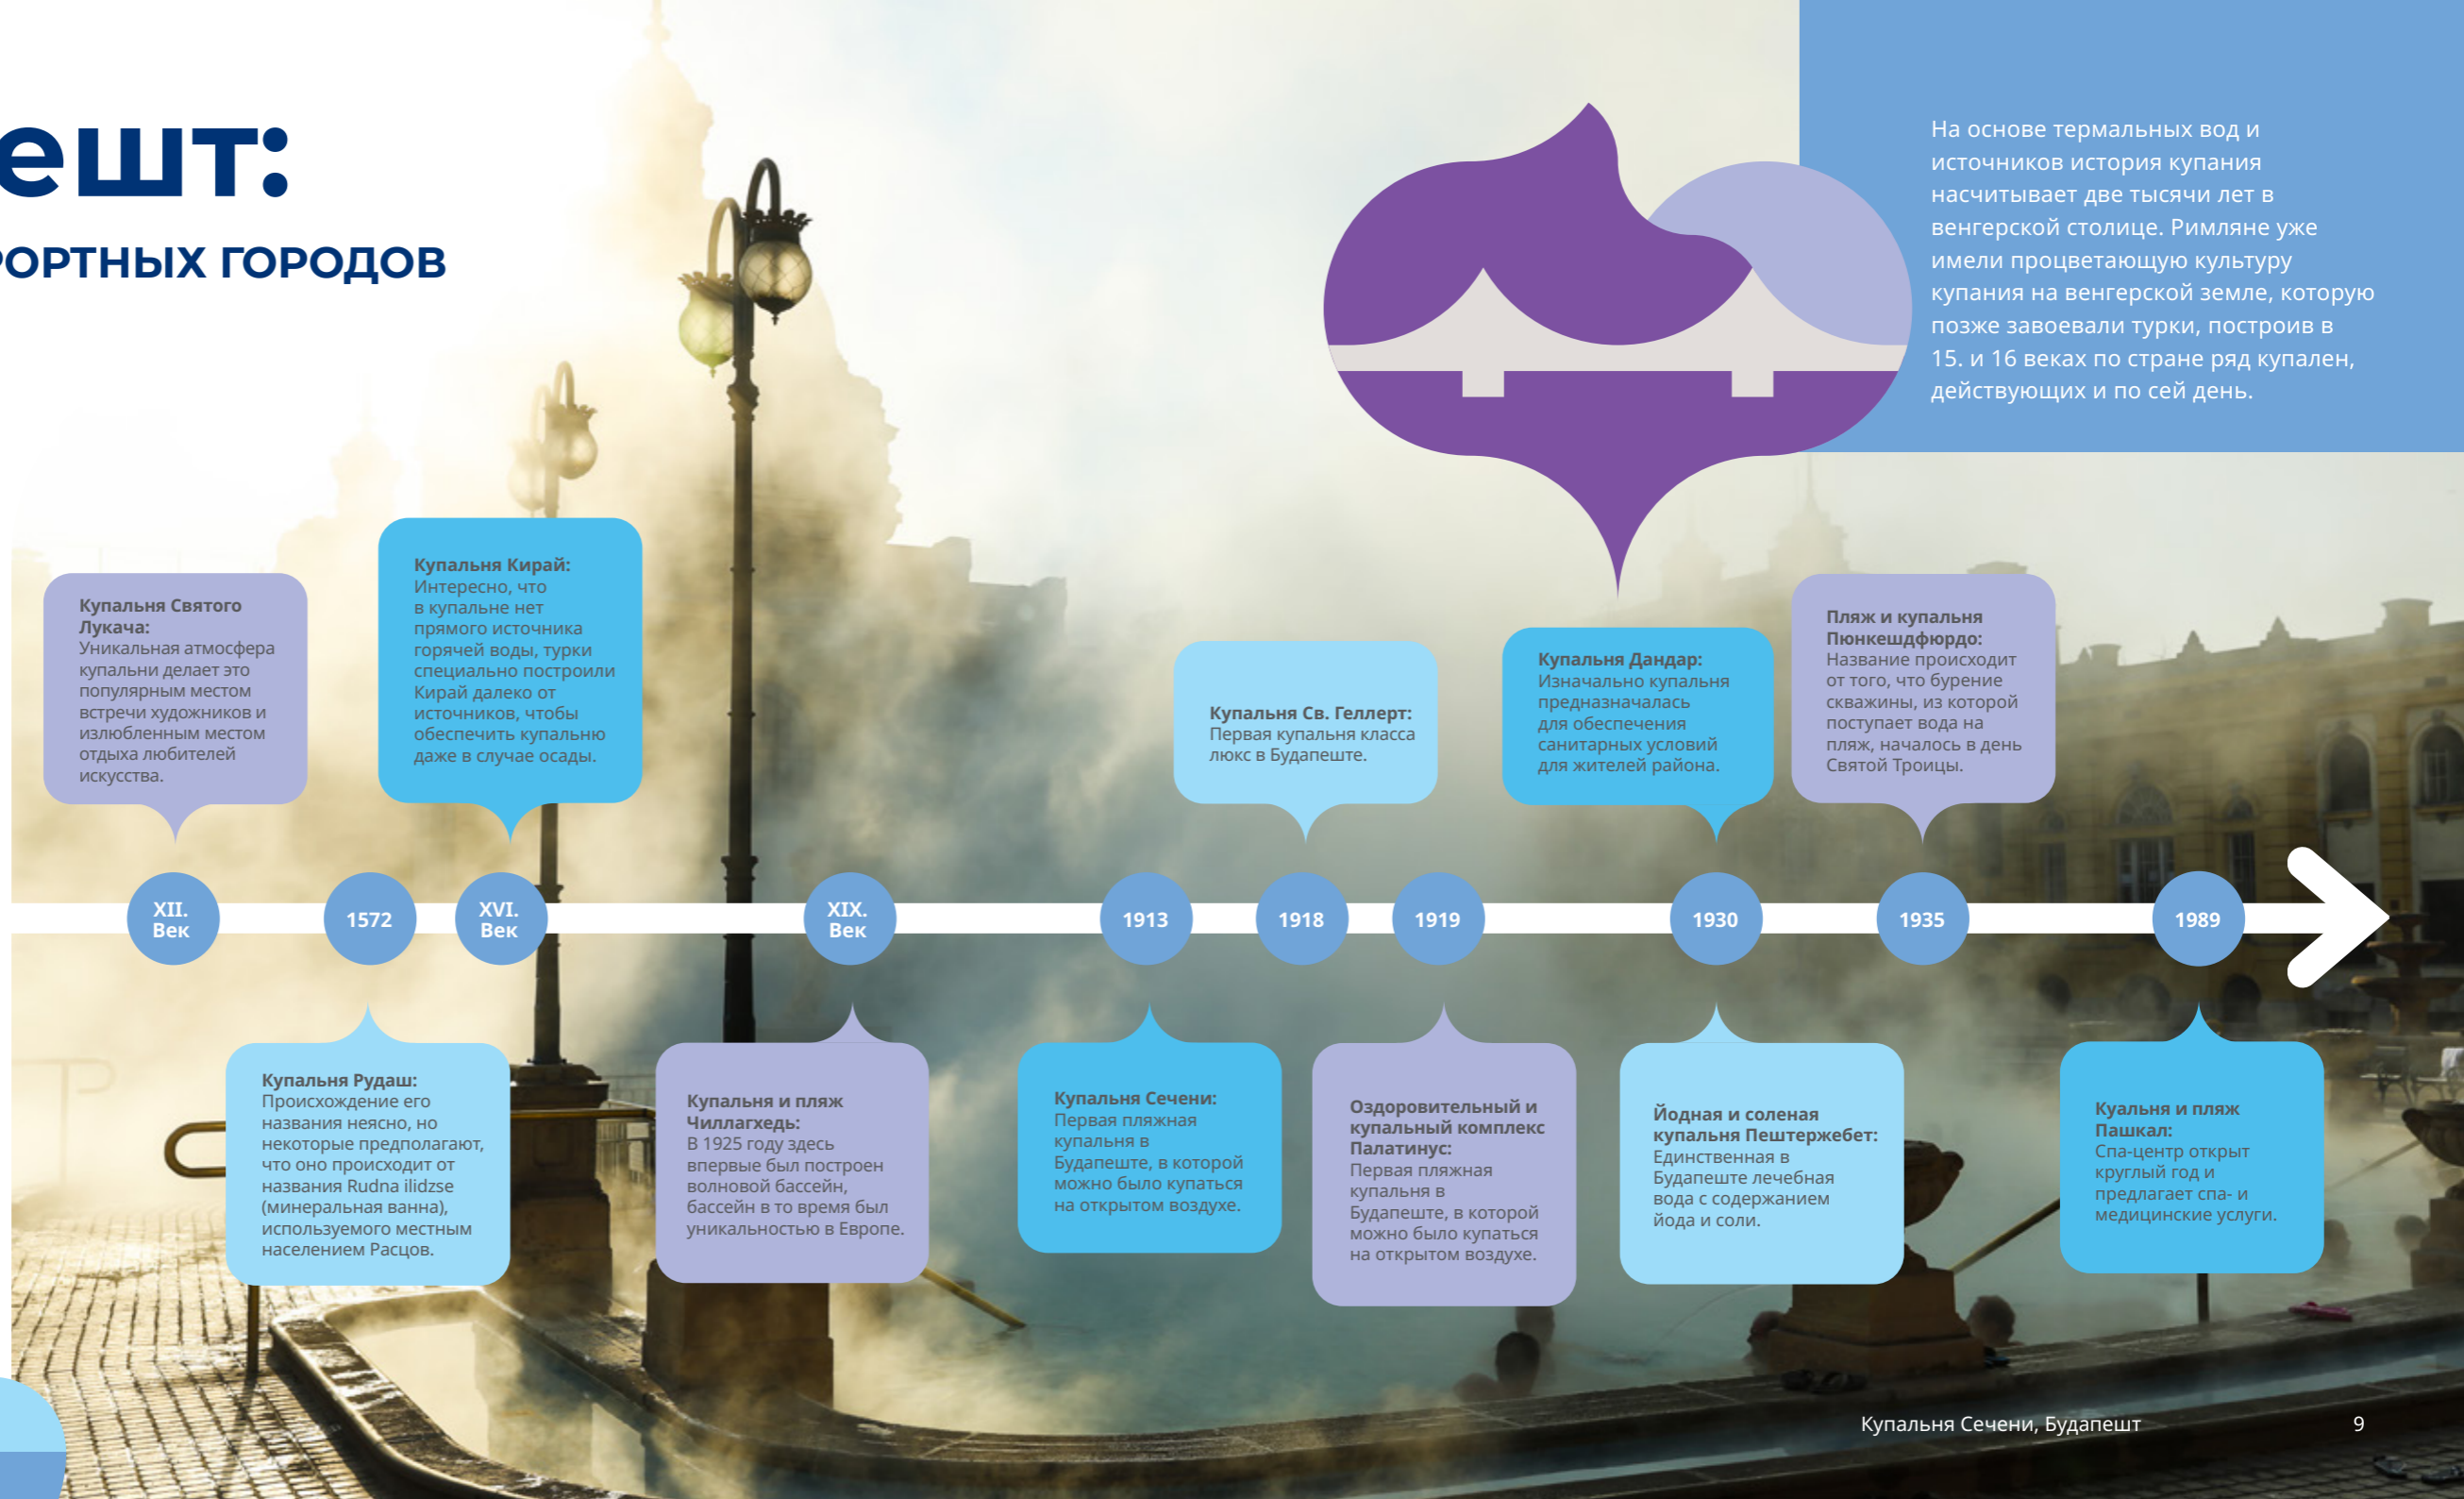 ешт:
РОРТНЫХ ГОРОДОВ
На основе термальных вод и
источников история купания
насчитывает две тысячи лет в
венгерской столице. Римляне уже
имели процветающую культуру
купания на венгерской земле, которую
позже завоевали турки, построив в
15. и 16 веках по стране ряд купален,
действующих и по сей день.
Купальня Святого
Лукача:
Уникальная атмосфера
купальни делает это
популярным местом
встречи художников и
излюбленным местом
отдыха любителей
искусства.
Купальня Кирай:
Интересно, что
в купальне нет
прямого источника
горячей воды, турки
специально построили
Кирай далеко от
источников, чтобы
обеспечить купальню
даже в случае осады.
Купальня Св. Геллерт:
Первая купальня класса
люкс в Будапеште.
Купальня Дандар:
Изначально купальня
предназначалась
для обеспечения
санитарных условий
для жителей района.
Пляж и купальня
Пюнкешдфюрдо:
Название происходит
от того, что бурение
скважины, из которой
поступает вода на
пляж, началось в день
Святой Троицы.
XII.
Век
1572
XVI.
Век
XIX.
Век
1913
1918
1919
1930
1935
1989
Купальня Рудаш:
Происхождение его
названия неясно, но
некоторые предполагают,
что оно происходит от
названия Rudna ilidzse
(минеральная ванна),
используемого местным
населением Расцов.
Купальня и пляж
Чиллагхедь:
В 1925 году здесь
впервые был построен
волновой бассейн,
бассейн в то время был
уникальностью в Европе.
Купальня Сечени:
Первая пляжная
купальня в
Будапеште, в которой
можно было купаться
на открытом воздухе.
Оздоровительный и
купальный комплекс
Палатинус:
Первая пляжная
купальня в
Будапеште, в которой
можно было купаться
на открытом воздухе.
Йодная и соленая
купальня Пештержебет:
Единственная в
Будапеште лечебная
вода с содержанием
йода и соли.
Куальня и пляж
Пашкал:
Спа-центр открыт
круглый год и
предлагает спа- и
медицинские услуги.
Купальня Сечени, Будапешт
9